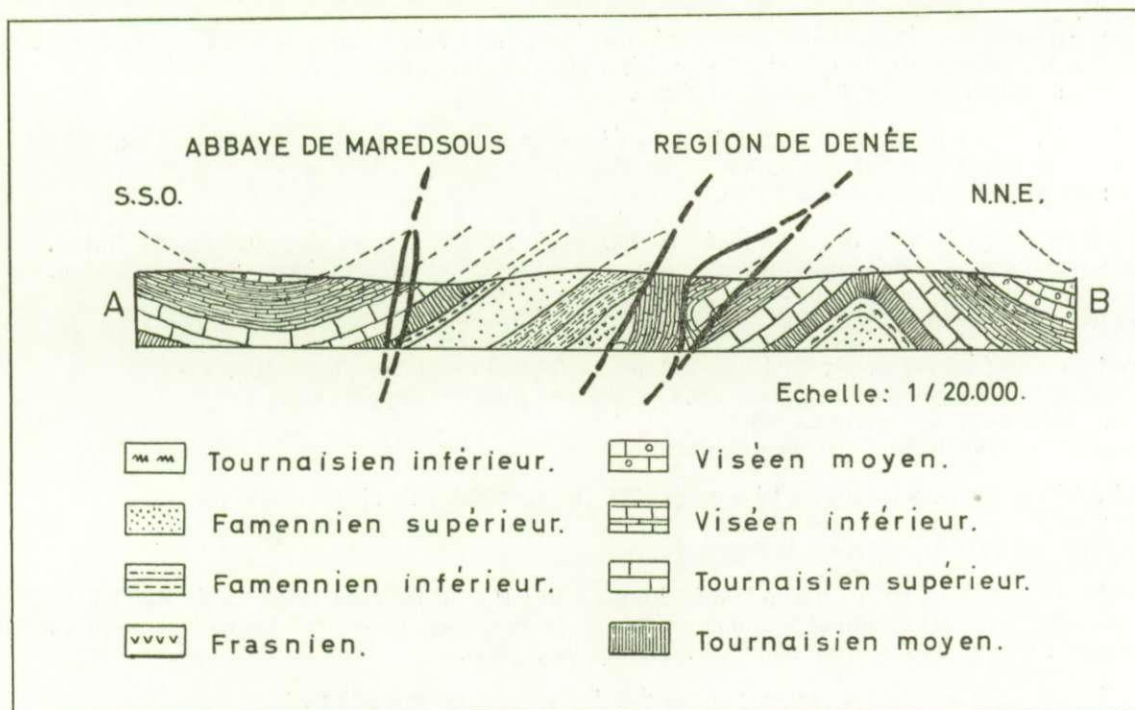 ABBAYE DE MAREDSOUS
REGION DE DENÉE
S.S.O.
N.N.E.
A
B
Echelle: 1/20.000.
Tournaisien inférieur.
Famennien supérieur.
Famennien inférieur.
Frasnien.
Viséen moyen.
Viséen inférieur.
Tournaisien supérieur.
Tournaisien moyen.